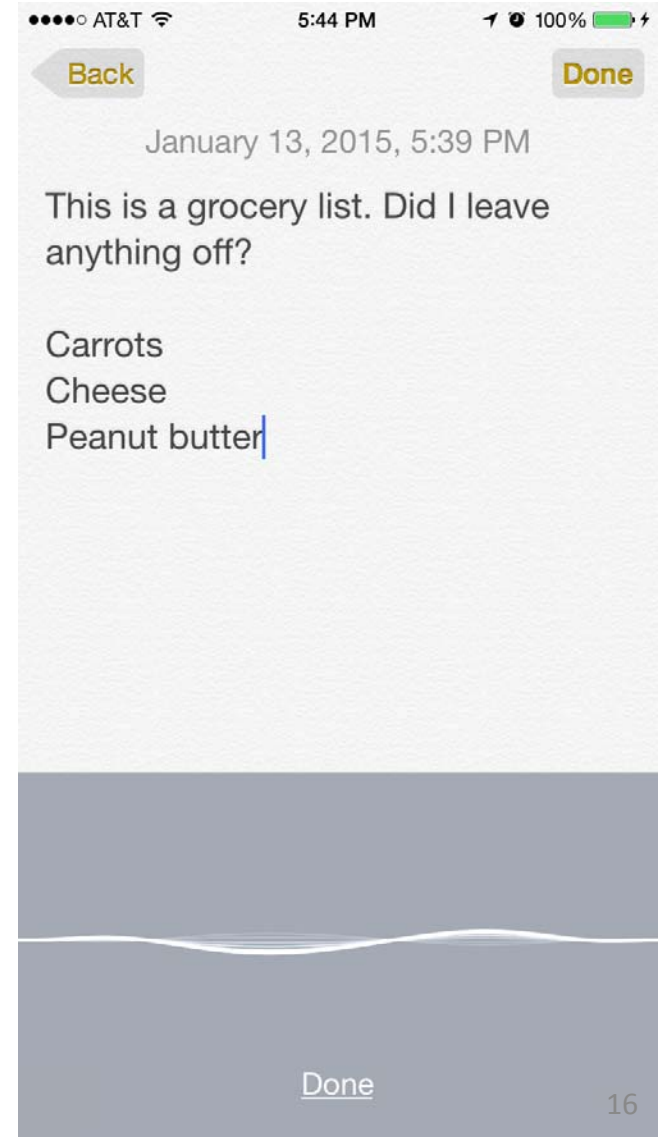 AT&T 5:44 PM 100%
Back Done
January 13, 2015, 5:39 PM
This is a grocery list. Did I leave
anything off?
Carrots
Cheese
Peanut butter
Done
16